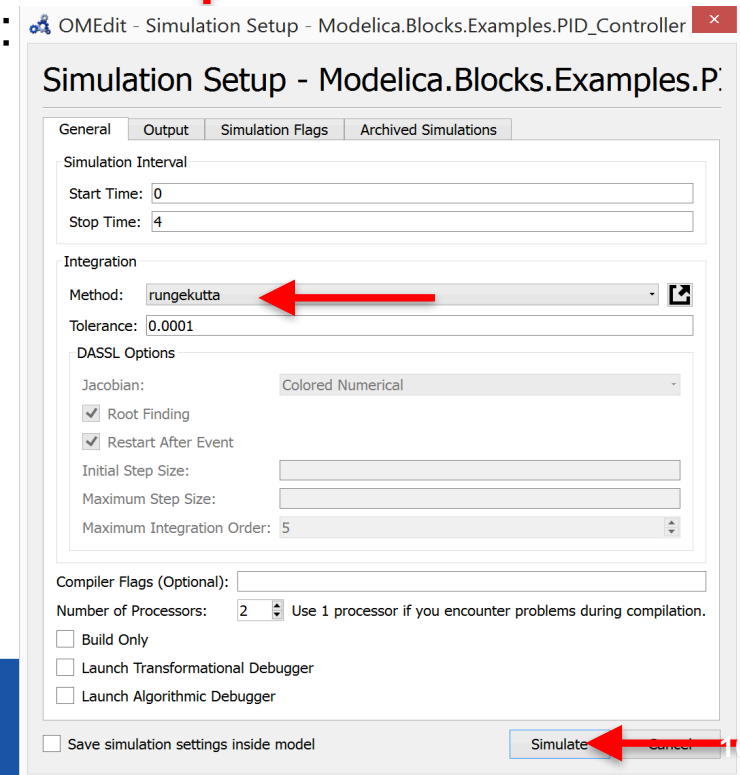 OMEdit - Simulation Setup - Modelica.Blocks.Examples.PID_Controller
Simulation Setup - Modelica.Blocks.Examples.P
General Output Simulation Flags Archived Simulations
Simulation Interval
Start Time: 0
Stop Time: 4
Integration
Method: rungekutta
Tolerance: 0.0001
DASSL Options
Jacobian: Colored Numerical
Root Finding
Restart After Event
Initial Step Size:
Maximum Step Size:
Maximum Integration Order: 5
Compiler Flags (Optional):
Number of Processors: 2 Use 1 processor if you encounter problems during compilation.
Build Only
Launch Transformational Debugger
Launch Algorithmic Debugger
Save simulation settings inside model Simulate Cancel